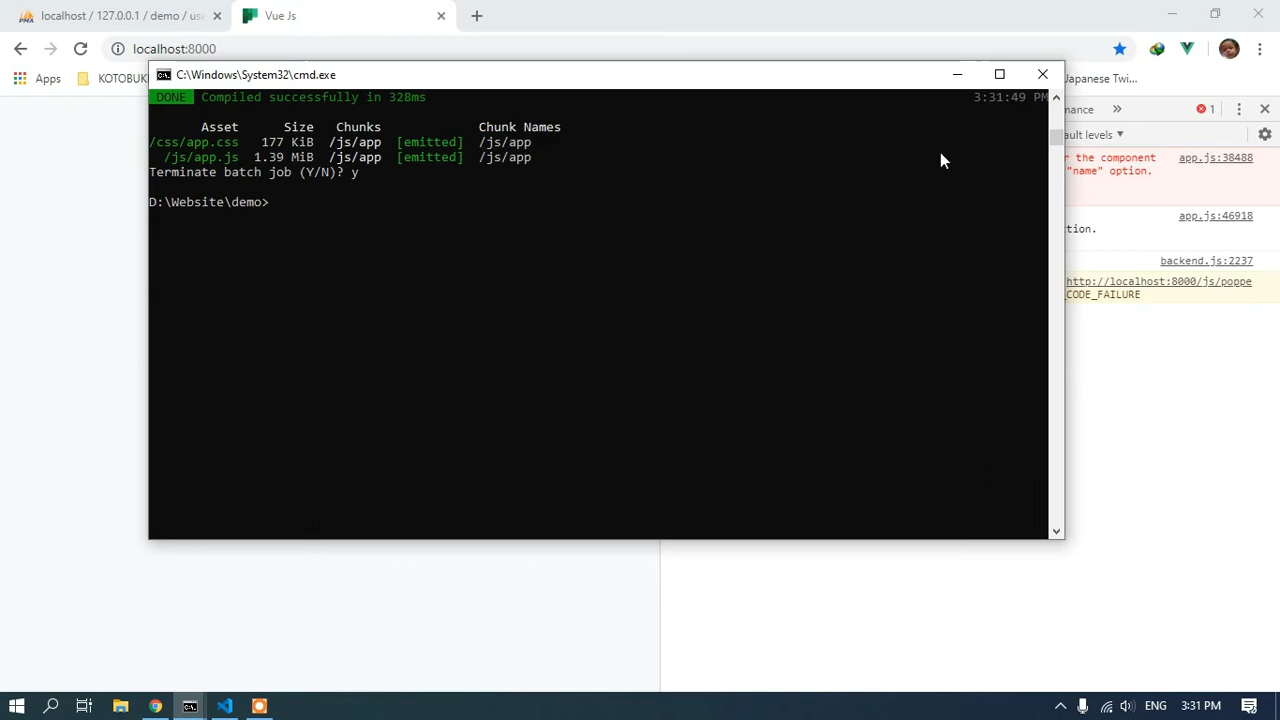 localhost / 127.0.0.1 / demo / use
Vue Js
localhost:8000
Apps
KOTOBUK
Japanese Twi...
C:\Windows\System32\cmd.exe
DONE Compiled successfully in 328ms 3:31:49 PM
Asset Size Chunks Chunk Names
/css/app.css 177 KiB /js/app [emitted] /js/app
/js/app.js 1.39 MiB /js/app [emitted] /js/app
Terminate batch job (Y/N)? y
D:\Website\demo>
mance » 1
ault levels ▼
r the component app.js:38488
"name" option.
app.js:46918
tion.
backend.js:2237
http://localhost:8000/js/poppe
_CODE_FAILURE
ENG 3:31 PM